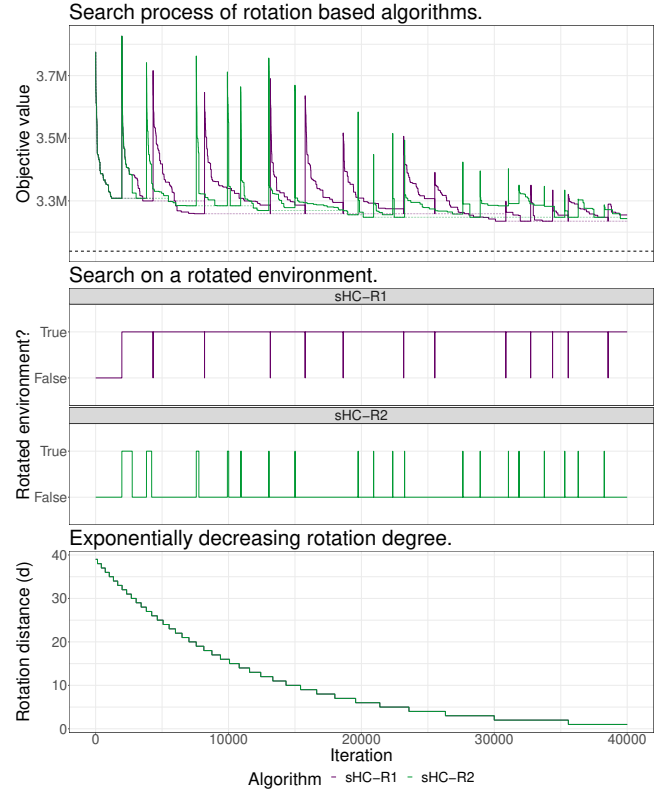 Search process of rotation based algorithms.
Objective value
3.7M
3.5M
3.3M
Search on a rotated environment.
Rotated environment?
sHC−R1
True
False
sHC−R2
True
False
Exponentially decreasing rotation degree.
Rotation distance (d)
40
30
20
10
0
0 10000 20000 30000 40000
Iteration
Algorithm sHC−R1 sHC−R2